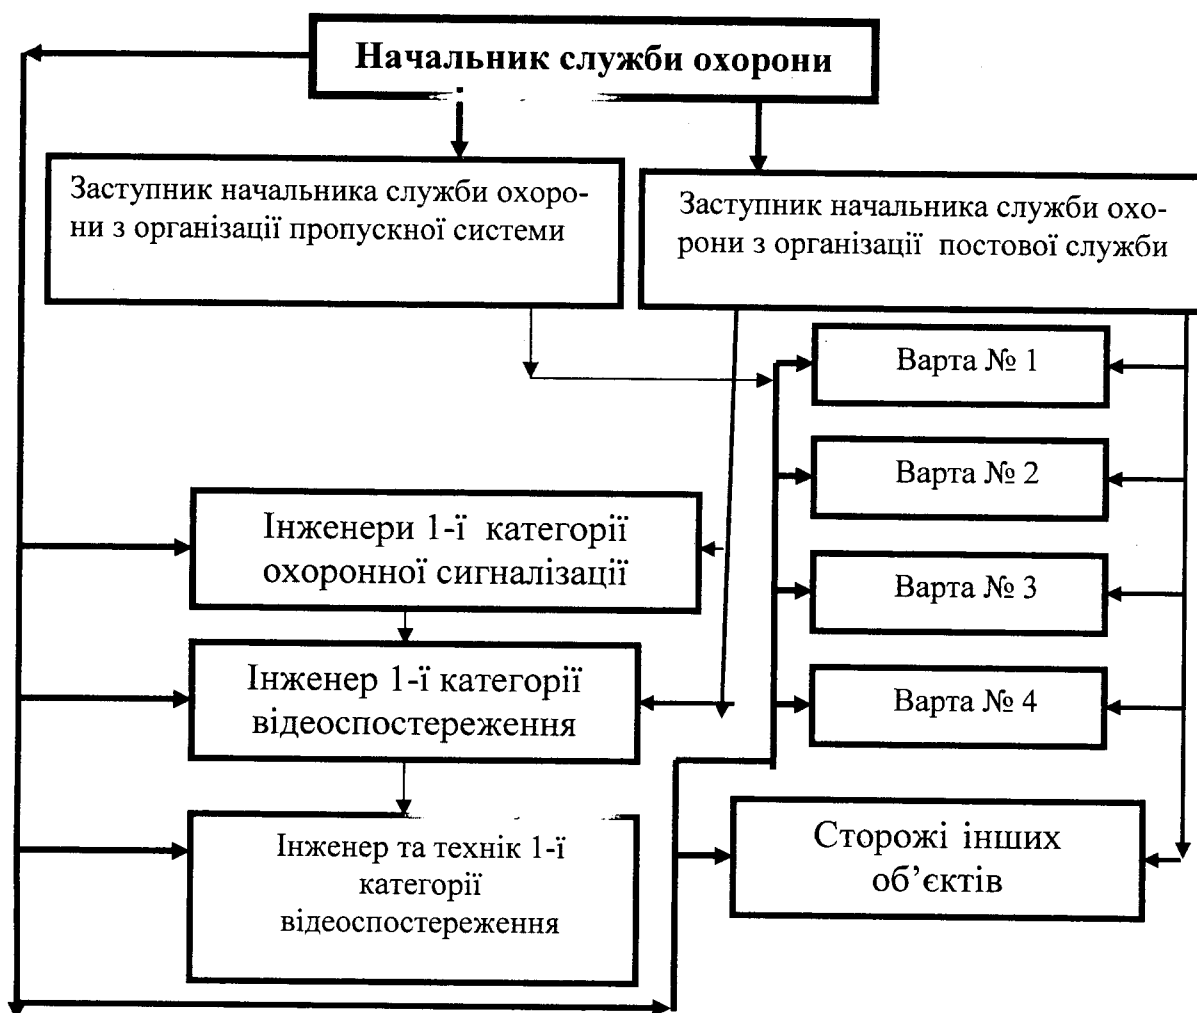 Начальник служби охорони
Заступник начальника служби охоро-
ни з організації пропускної системи
Заступник начальника служби охо-
рони з організації постової служби
Варта № 1
Варта № 2
Інженери 1-ї категорії
охоронної сигналізації
Варта № 3
Інженер 1-ї категорії
відеоспостереження
Варта № 4
Інженер та технік 1-ї
категорії
відеоспостереження
Сторожі інших
об’єктів